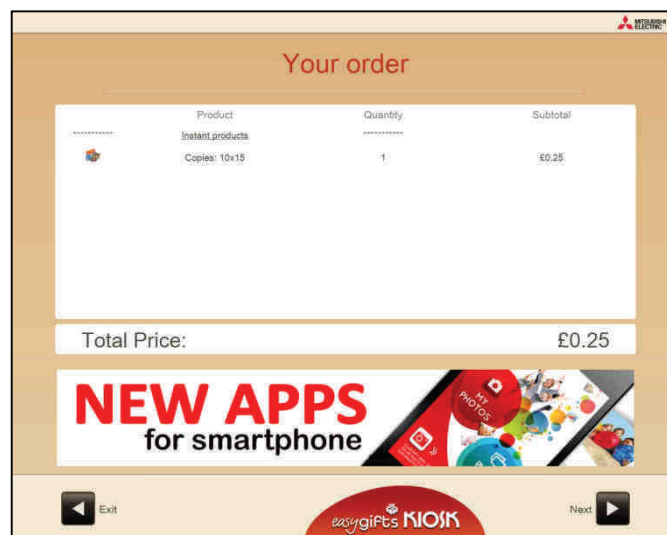 MITSUBISHI
ELECTRIC
Your order
Product Quantity Subtotal
----------- Instant products -----------
Copies: 10x15 1 £0.25
Total Price: £0.25
NEW APPS
for smartphone
MY
PHOTOS
Exit
easygifts KIOSK
Next